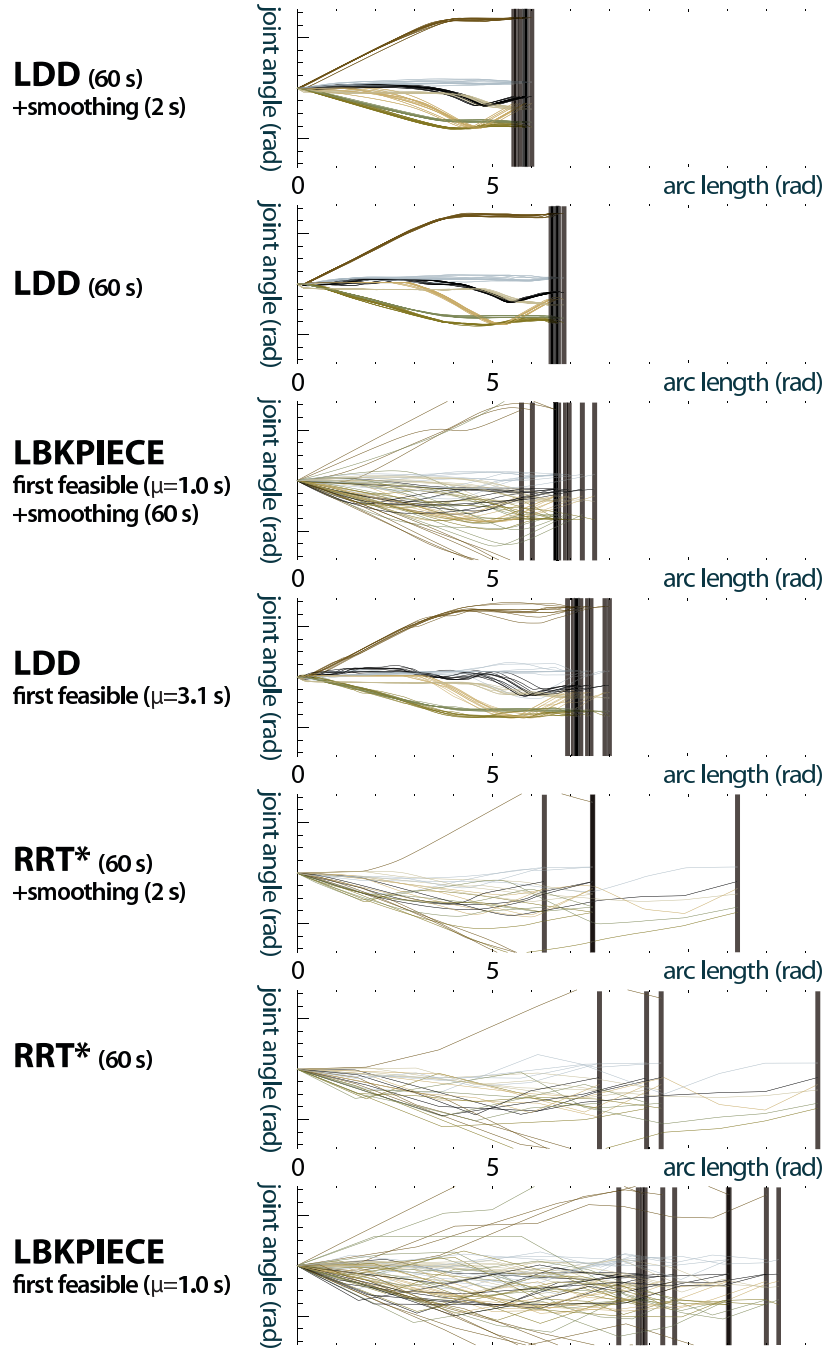 LDD (60 s)
+smoothing (2 s)
joint angle (rad)
0
5
arc length (rad)
LDD (60 s)
joint angle (rad)
0
5
arc length (rad)
LBKPIECE
first feasible (μ=1.0 s)
+smoothing (60 s)
joint angle (rad)
0
5
arc length (rad)
LDD
first feasible (μ=3.1 s)
joint angle (rad)
0
5
arc length (rad)
RRT* (60 s)
+smoothing (2 s)
joint angle (rad)
0
5
arc length (rad)
RRT* (60 s)
joint angle (rad)
0
5
arc length (rad)
LBKPIECE
first feasible (μ=1.0 s)
joint angle (rad)